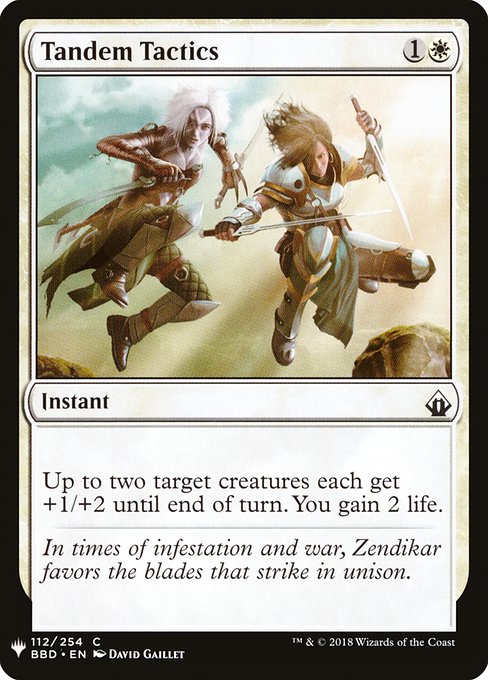 Tandem Tactics 1
Instant
Up to two target creatures each get
+1/+2 until end of turn. You gain 2 life.
In times of infestation and war, Zendikar
favors the blades that strike in unison.
112/254 C
BBD • EN David Gaillet
™ & © 2018 Wizards of the Coast